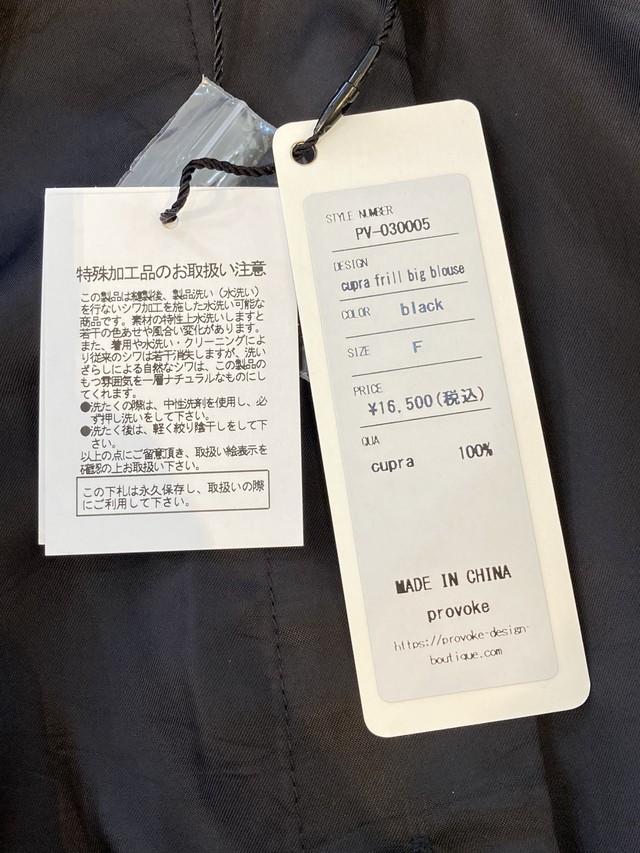 特殊加工品のお取扱い注意
この製品は縫製後、製品洗い（水洗い）
を行ないシワ加工を施した水洗い可能な
商品です。素材の特性上水洗いしますと
若干の色あせや風合い変化があります。
また、着用や水洗い・クリーニングによ
り従来のシワは若干消失しますが、洗い
ざらしによる自然なシワは、この製品の
もつ雰囲気を一層ナチュラルなものにし
てくれます。
●洗たくの際は、中性洗剤を使用し、必
ず押し洗いをして下さい。
●洗たく後は、軽く絞り陰干しをして下
さい。
以上の点にご留意頂き、取扱い絵表示を
確認の上お取扱い下さい。
この下札は永久保存し、取扱いの際
にご利用して下さい。
STYLE NUMBER
PV-030005
DESIGN
cupra frill big blouse
COLOR black
SIZE F
PRICE
¥16,500(税込)
QUA
cupra 100%
MADE IN CHINA
provoke
https://provoke-design-
boutique.com